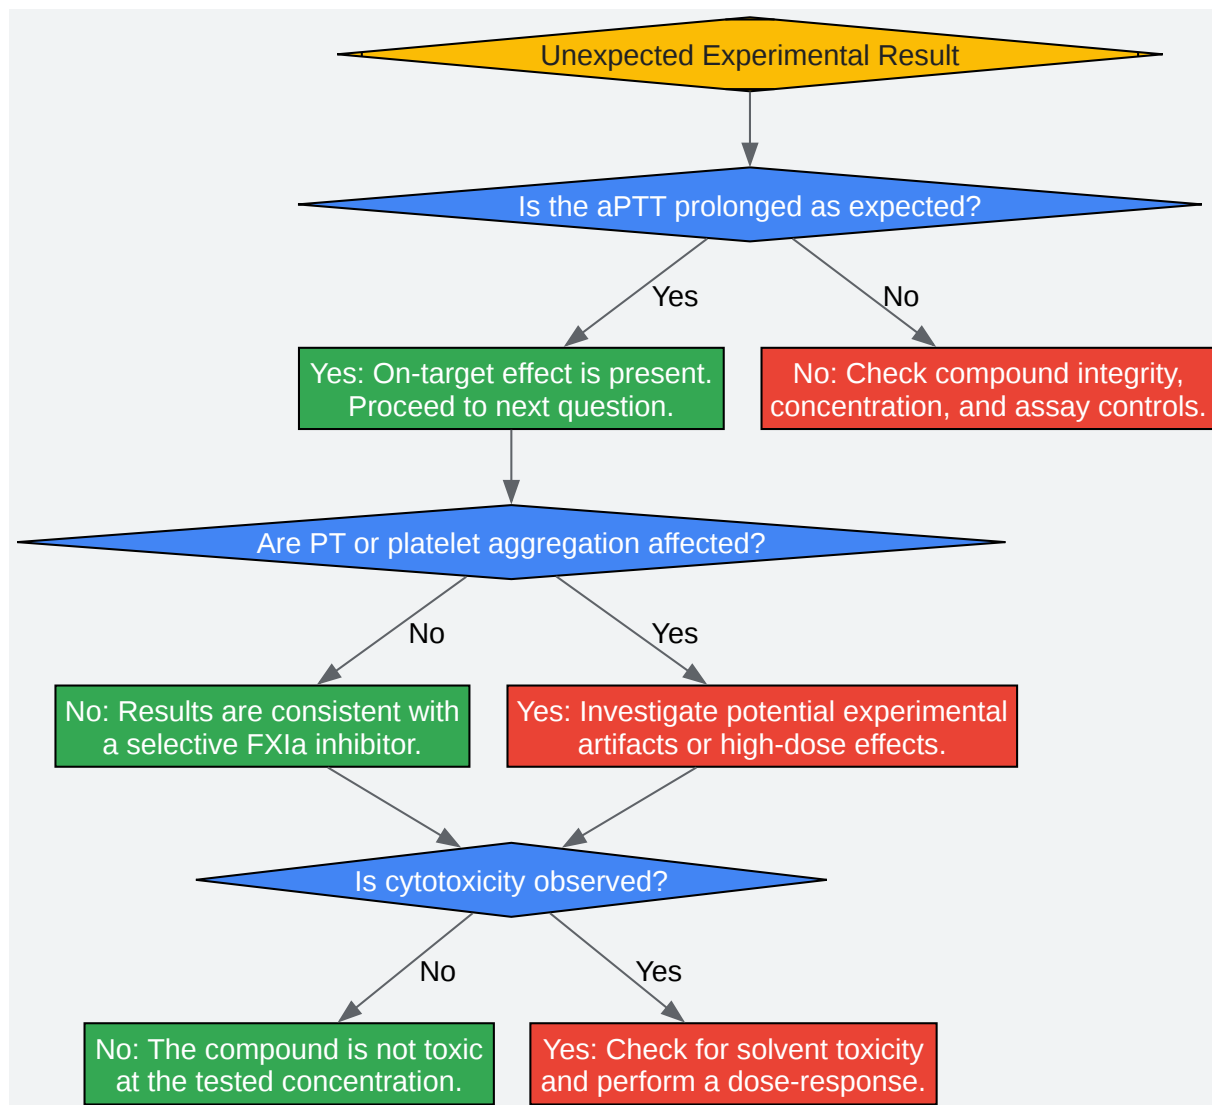 Unexpected Experimental Result
Is the aPTT prolonged as expected?
Yes
No
Yes: On-target effect is present.
Proceed to next question.
No: Check compound integrity,
concentration, and assay controls.
Are PT or platelet aggregation affected?
No
Yes
No: Results are consistent with
a selective FXIa inhibitor.
Yes: Investigate potential experimental
artifacts or high-dose effects.
Is cytotoxicity observed?
No
Yes
No: The compound is not toxic
at the tested concentration.
Yes: Check for solvent toxicity
and perform a dose-response.